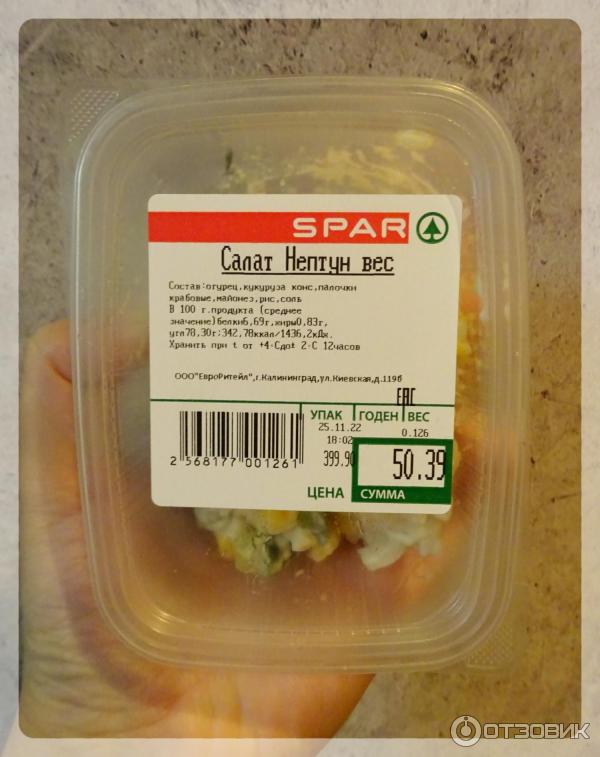 SPAR
Салат Нептун вес
Состав:огурец,кукуруза конс,палочки
крабовые,майонез,рис,соль
В 100 г.продукта (среднее
значение)белки6,69г,жиры0,83г,
угл78,30г:342,78ккал/1436,2кДж.
Хранить при t от +4-Сдо± 2-С 12часов
ООО"ЕвроРитейл",г.Калининград,ул.Киевская,д.119б
EAC
УПАК ГОДЕН ВЕС
25.11.22
18:02 0.126
399.90 50.39
ЦЕНА СУММА
2 568177 001261
ОТЗОВИК